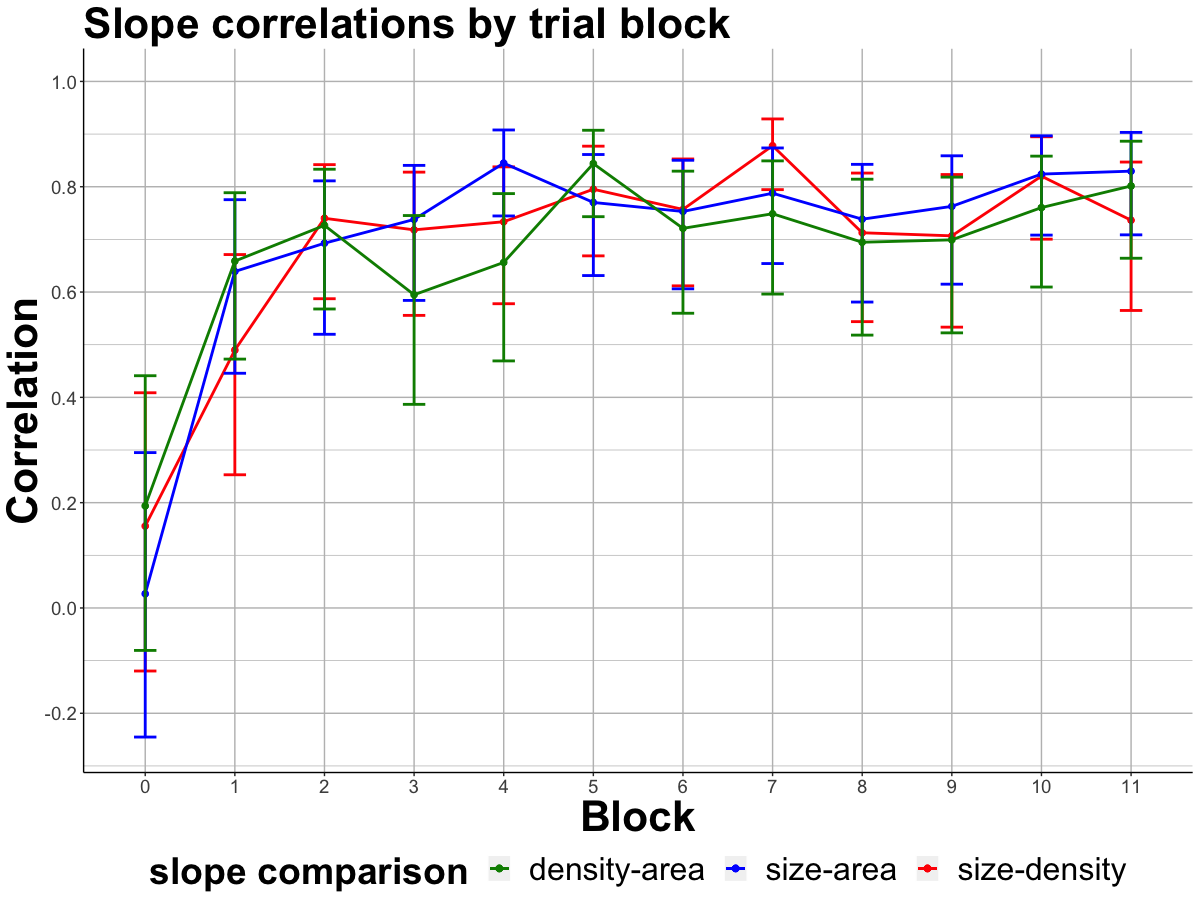 Slope correlations by trial block
Correlation
1.0
0.8
0.6
0.4
0.2
0.0
-0.2
0 1 2 3 4 5 6 7 8 9 10 11
Block
slope comparison density-area size-area size-density